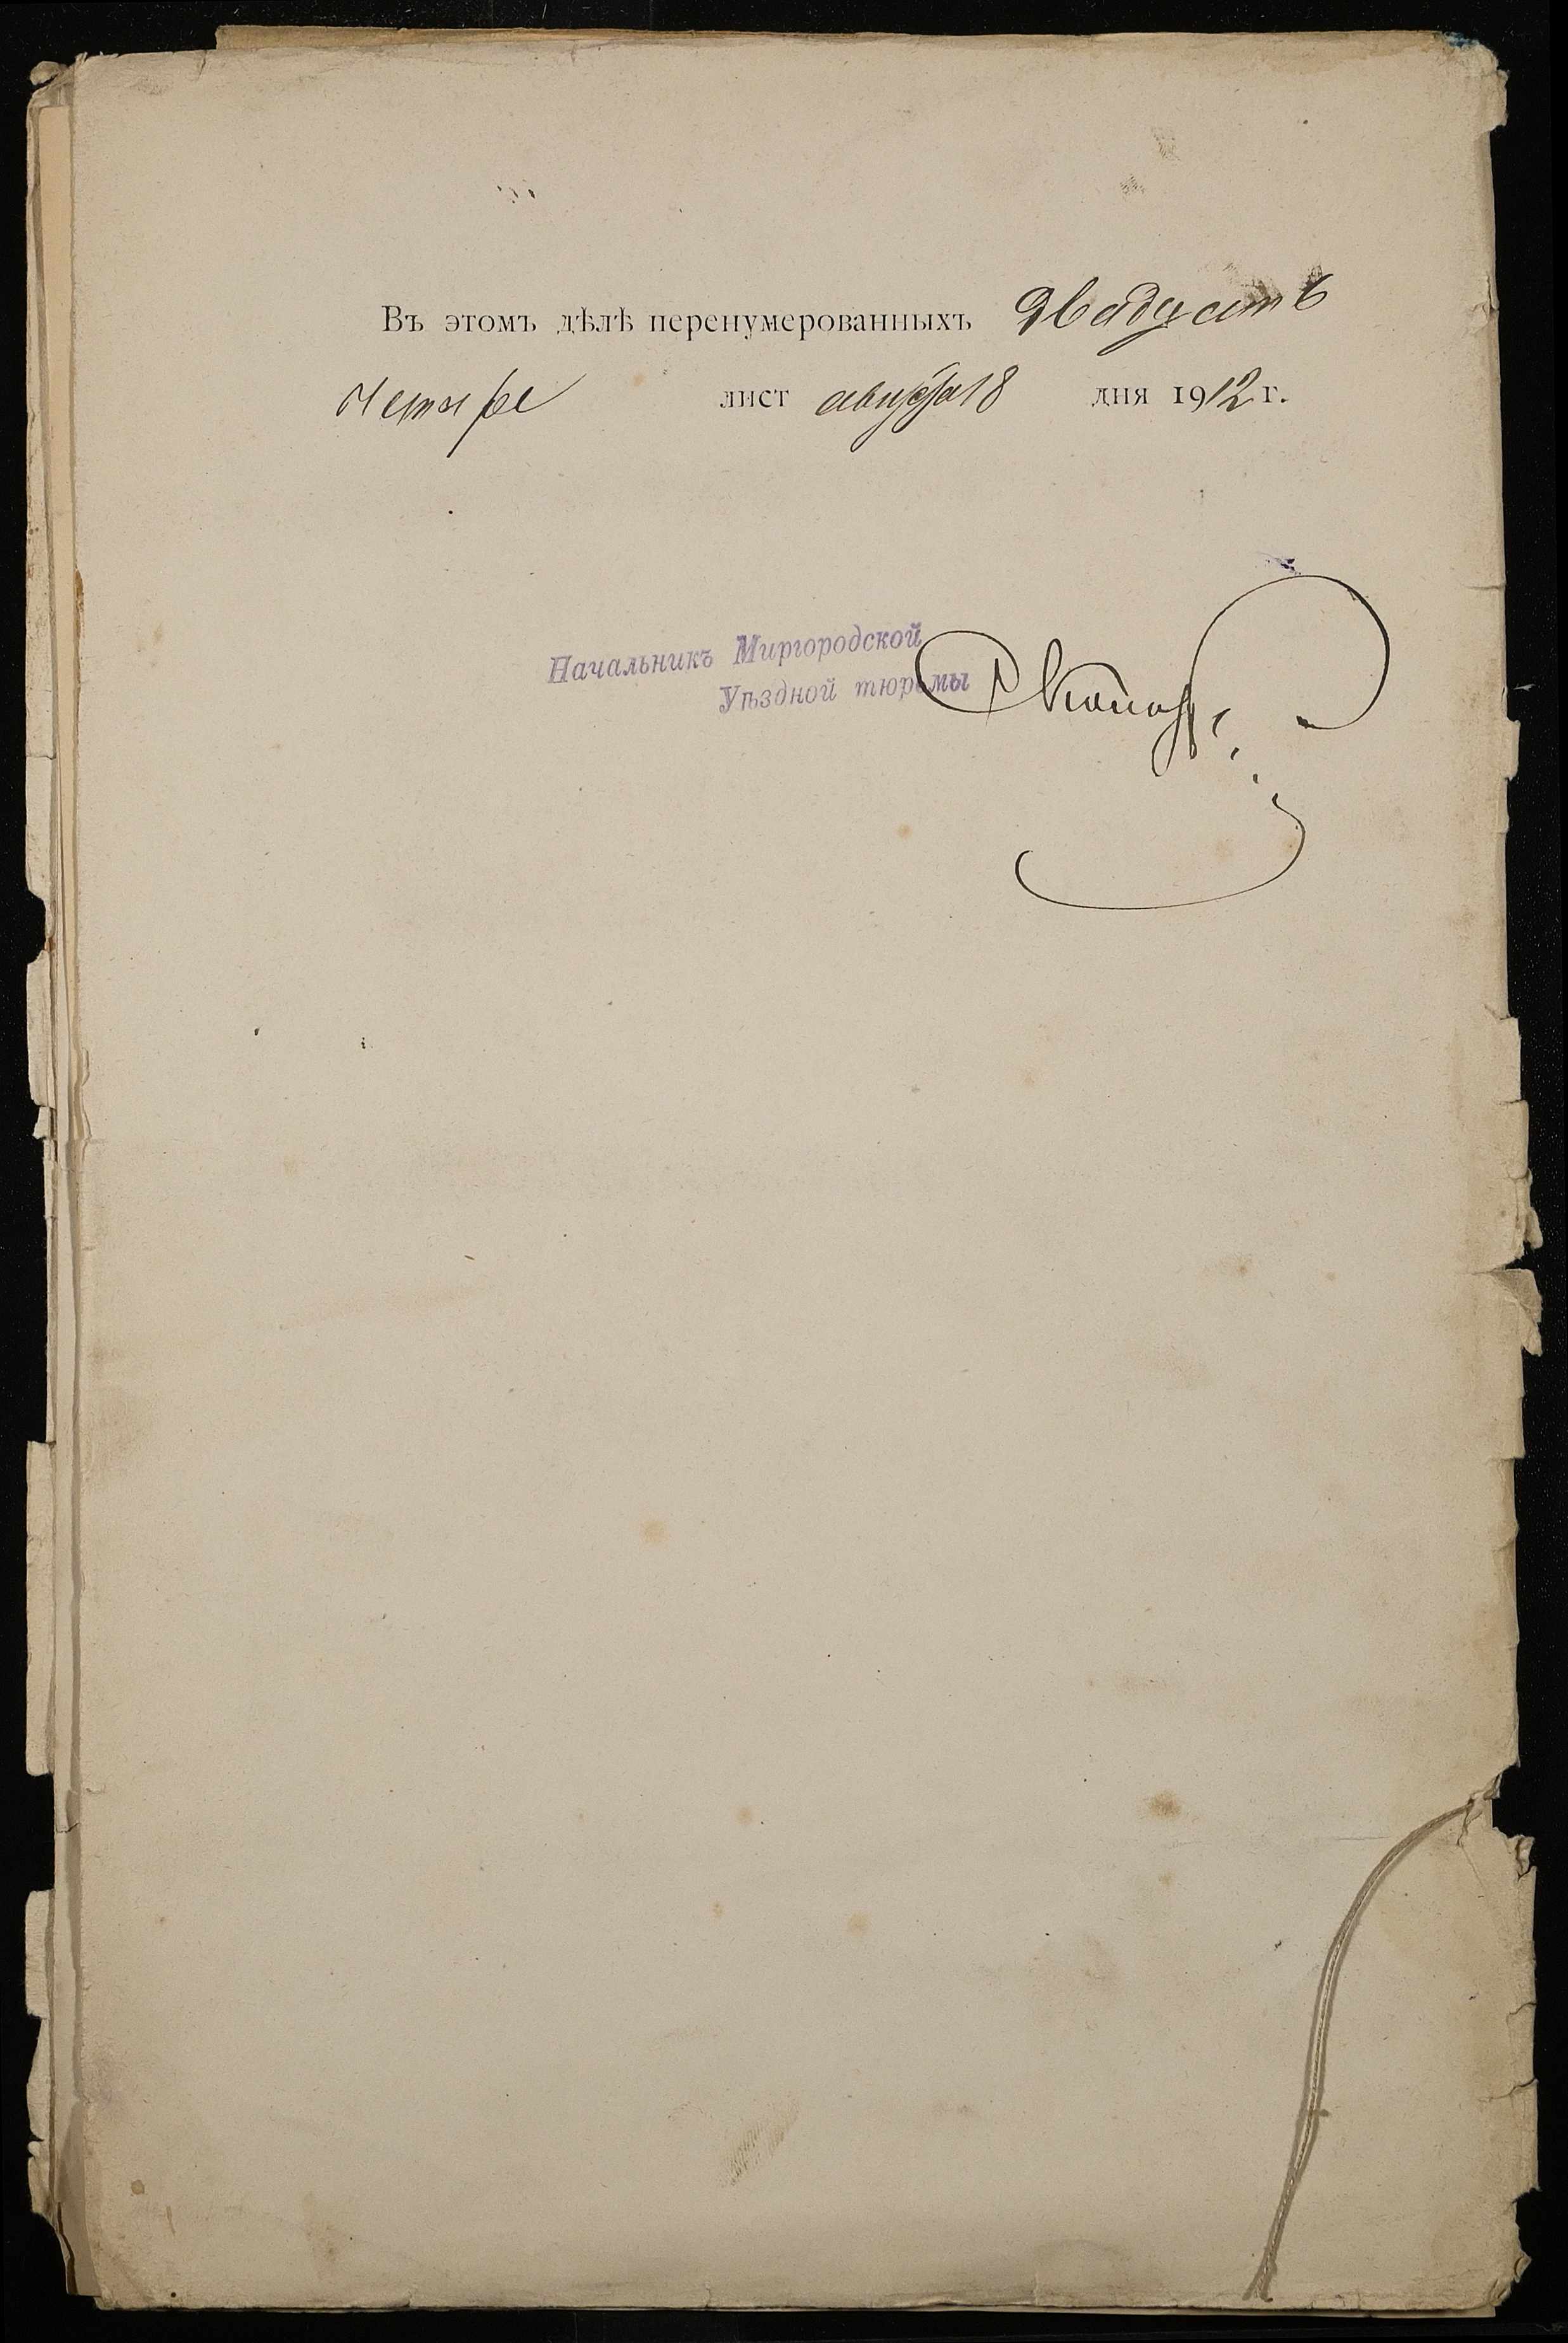 Въ этомъ дѣлѣ перенумерованныхъ двадцать
четыре лист августа 18 дня 1912 г.
Начальникъ Миргородской
Уѣздной тюрьмы